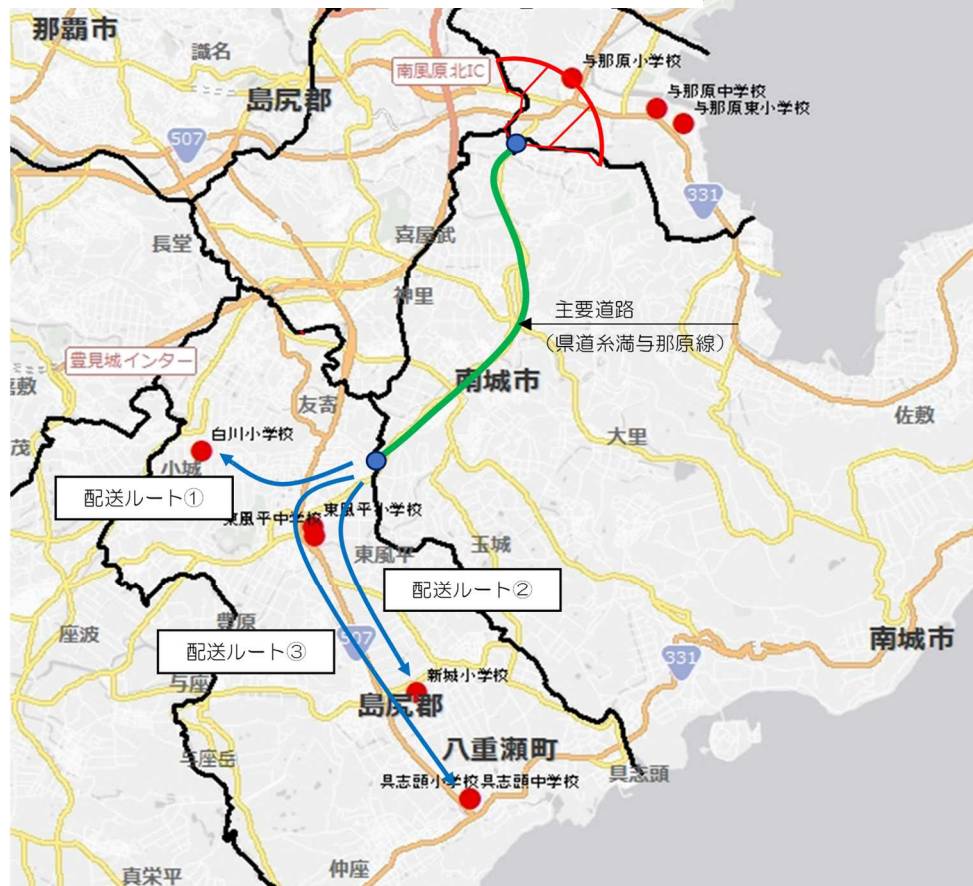 那覇市
識名
南風原北IC
与那原小学校
島尻郡
与那原中学校
与那原東小学校
507
331
長堂
喜屋武
神里
主要道路
(県道糸満与那原線)
豊見城インター
南城市
友寄
佐敷
白川小学校
大里
小城
配送ルート①
東風平中学校
東風平小学校
東風平
玉城
配送ルート②
豊原
座波
配送ルート③
507
南城市
331
与座
新城小学校
島尻郡
八重瀬町
与座岳
具志頭
具志頭小学校
具志頭中学校
仲座
真栄平